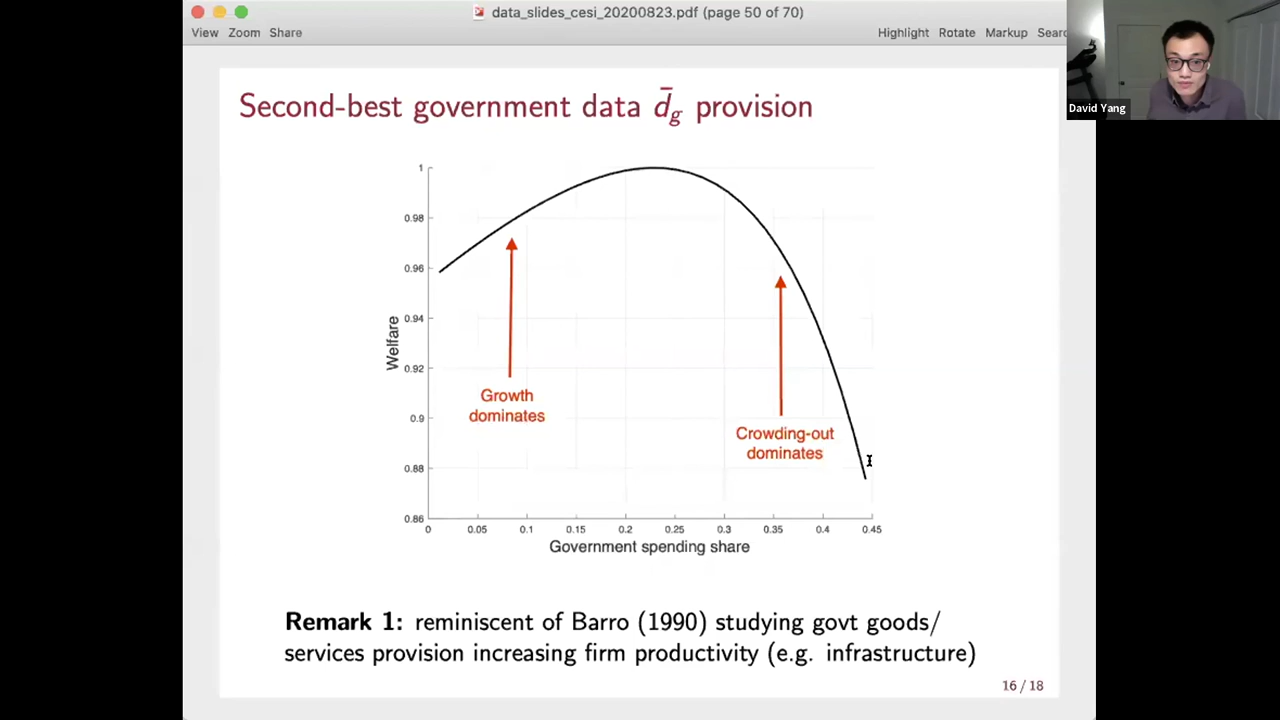 data_slides_cesi_20200823.pdf (page 50 of 70)
View Zoom Share Highlight Rotate Markup Sear
David Yang
Second-best government data d̄g provision
1
0.98
0.96
0.94
0.92
0.9
0.88
0.86
Welfare
Growth
dominates
Crowding-out
dominates
0 0.05 0.1 0.15 0.2 0.25 0.3 0.35 0.4 0.45
Government spending share
Remark 1: reminiscent of Barro (1990) studying govt goods/
services provision increasing firm productivity (e.g. infrastructure)
16 / 18